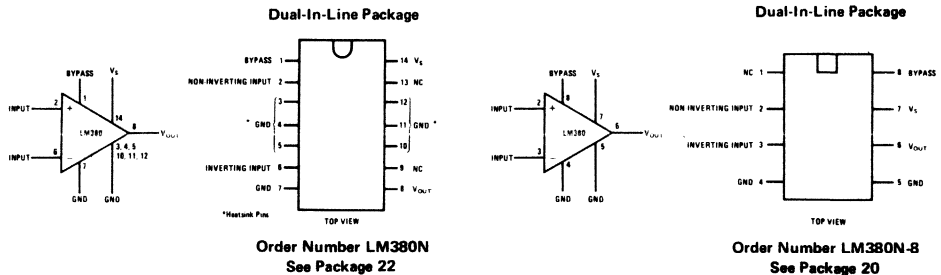 Dual-In-Line Package
BYPASS 1
NON-INVERTING INPUT 2
3
* GND 4
5
INVERTING INPUT 6
GND 7
14 Vs
13 NC
12
11 GND *
10
9 NC
8 VOUT
*Heatsink Pins
TOP VIEW
BYPASS
Vs
1
14
INPUT 2
+
LM380
8
VOUT
3, 4, 5
10, 11, 12
INPUT 6
−
7
GND
GND
Order Number LM380N
See Package 22
Dual-In-Line Package
BYPASS
Vs
8
7
INPUT 2
+
LM380
6
VOUT
INPUT 3
−
4
5
GND
GND
NC 1
NON INVERTING INPUT 2
INVERTING INPUT 3
GND 4
8 BYPASS
7 Vs
6 VOUT
5 GND
TOP VIEW
Order Number LM380N-8
See Package 20